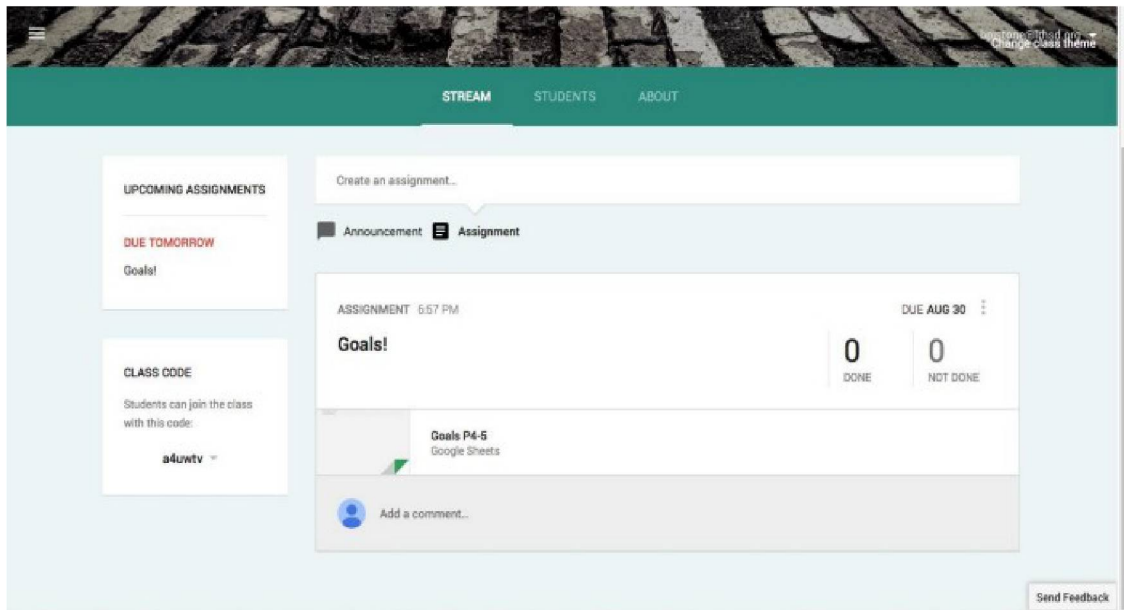 Change class theme
STREAM STUDENTS ABOUT
UPCOMING ASSIGNMENTS
DUE TOMORROW
Goals!
CLASS CODE
Students can join the class
with this code:
a4uwtv
Create an assignment...
Announcement Assignment
ASSIGNMENT 6:57 PM
DUE AUG 30
Goals!
0 0
DONE NOT DONE
Goals P4-5
Google Sheets
Add a comment...
Send Feedback